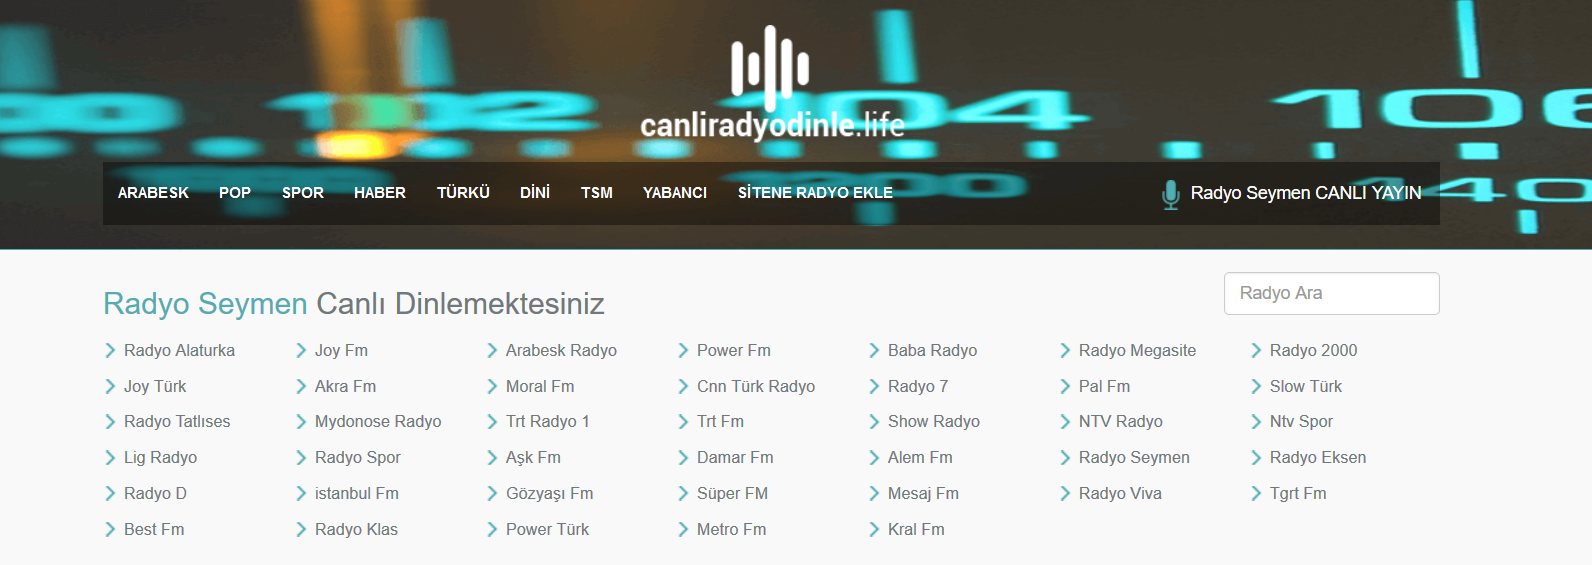 102 104 106
canliradyodinle.life
200 140
ARABESK POP SPOR HABER TÜRKÜ DİNİ TSM YABANCI SİTENE RADYO EKLE Radyo Seymen CANLI YAYIN
Radyo Seymen Canlı Dinlemektesiniz
Radyo Ara
Radyo Alaturka Joy Fm Arabesk Radyo Power Fm Baba Radyo Radyo Megasite Radyo 2000
Joy Türk Akra Fm Moral Fm Cnn Türk Radyo Radyo 7 Pal Fm Slow Türk
Radyo Tatlıses Mydonose Radyo Trt Radyo 1 Trt Fm Show Radyo NTV Radyo Ntv Spor
Lig Radyo Radyo Spor Aşk Fm Damar Fm Alem Fm Radyo Seymen Radyo Eksen
Radyo D istanbul Fm Gözyaşı Fm Süper FM Mesaj Fm Radyo Viva Tgrt Fm
Best Fm Radyo Klas Power Türk Metro Fm Kral Fm